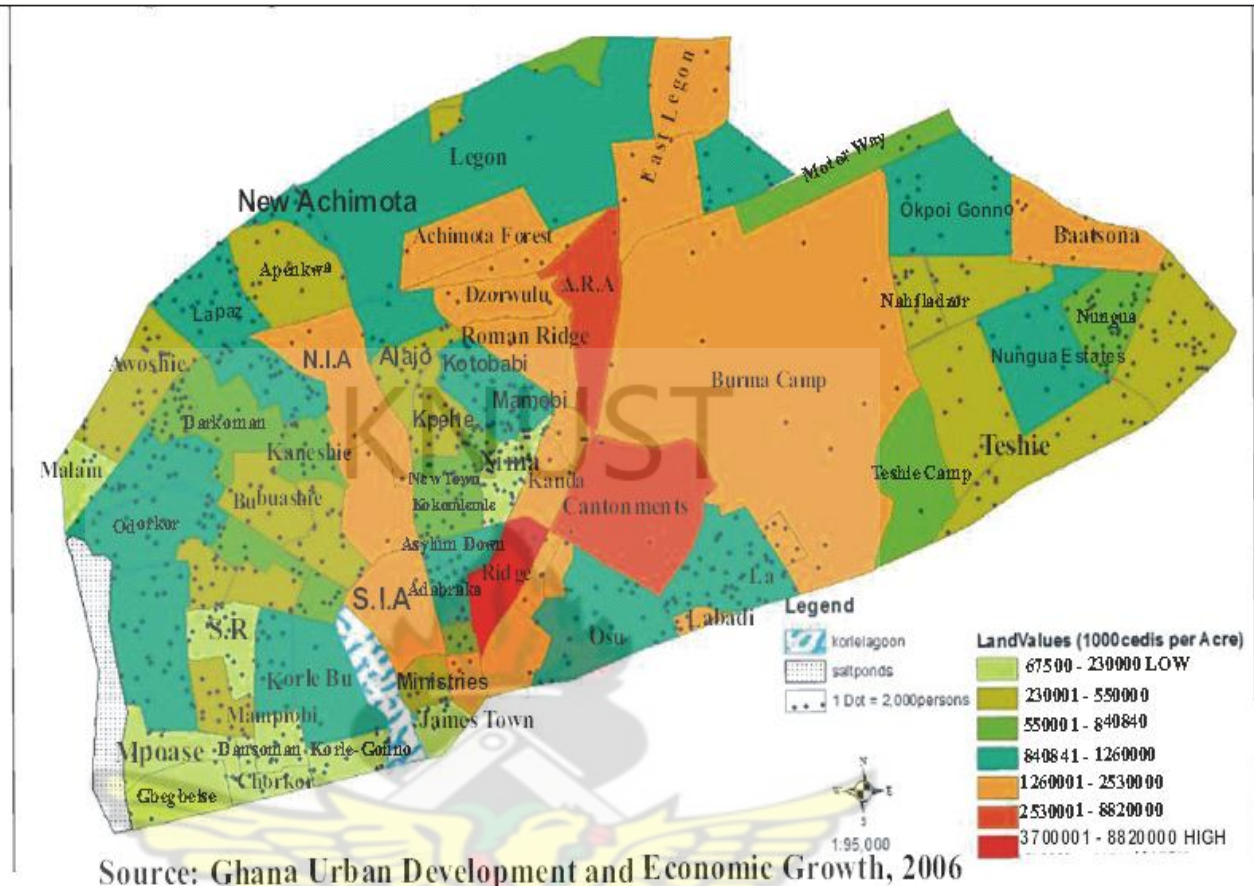 East Legon
Legon
Motor Way
New Achimota
Okpoi Gonno
Achimota Forest
Baatsona
Apenkwa
A.R.A
Dzorwulu
Nahfladzor
Lapaz
Nungua
Roman Ridge
N.I.A
Alajo
Kotobabi
Nungua Estates
Awoshie
Burma Camp
Mamobi
Kpehe
Darkoman
Teshie
Kaneshie
KNUST
Nima
Malam
New Town
Kanda
Teshie Camp
Bubuashie
Kokomlemle
Cantonments
Odorkor
Asylum Down
Ridge
La
Adabraka
S.I.A
Labadi
S.R
Osu
Korle Bu
Ministries
Mamprobi
James Town
Mpoase
Dansoman
Korle-Gonno
Chorkor
Gbegbeise
Legend
korlelagoon
saltponds
1 Dot = 2,000persons
N
E
S
W
1:95,000
LandValues (1000cedis per Acre)
67500 - 230000 LOW
230001 - 550000
550001 - 840840
840841 - 1260000
1260001 - 2530000
2530001 - 8820000
3700001 - 8820000 HIGH
Source: Ghana Urban Development and Economic Growth, 2006